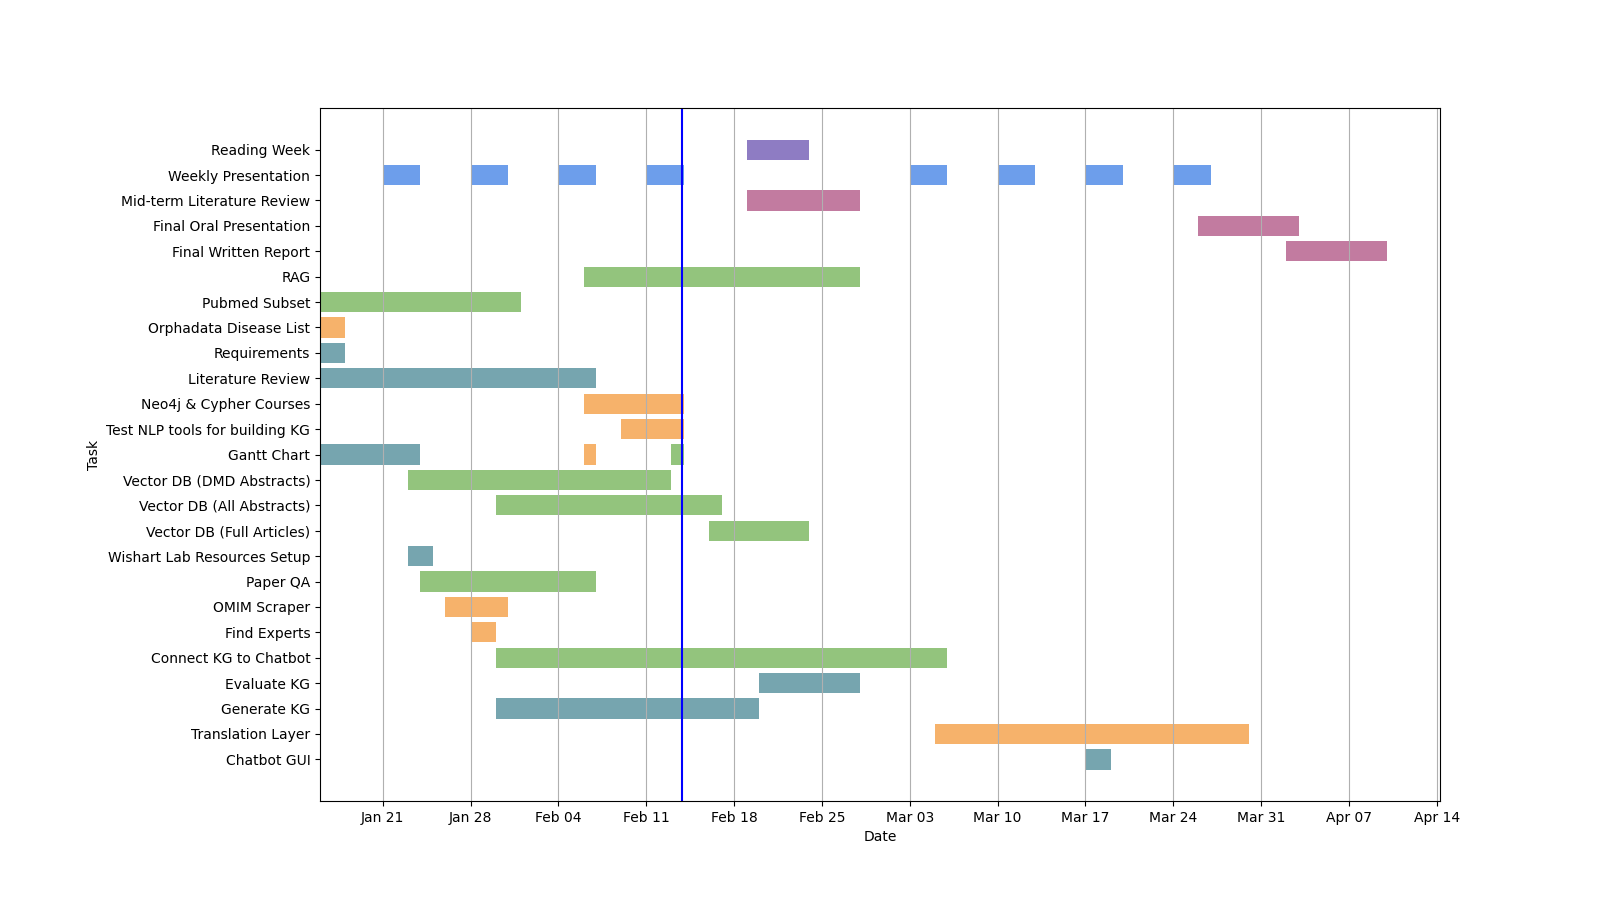 Reading Week
Weekly Presentation
Mid-term Literature Review
Final Oral Presentation
Final Written Report
RAG
Pubmed Subset
Orphadata Disease List
Requirements
Literature Review
Neo4j & Cypher Courses
Test NLP tools for building KG
Gantt Chart
Vector DB (DMD Abstracts)
Vector DB (All Abstracts)
Vector DB (Full Articles)
Wishart Lab Resources Setup
Paper QA
OMIM Scraper
Find Experts
Connect KG to Chatbot
Evaluate KG
Generate KG
Translation Layer
Chatbot GUI
Task
Jan 21 Jan 28 Feb 04 Feb 11 Feb 18 Feb 25 Mar 03 Mar 10 Mar 17 Mar 24 Mar 31 Apr 07 Apr 14
Date